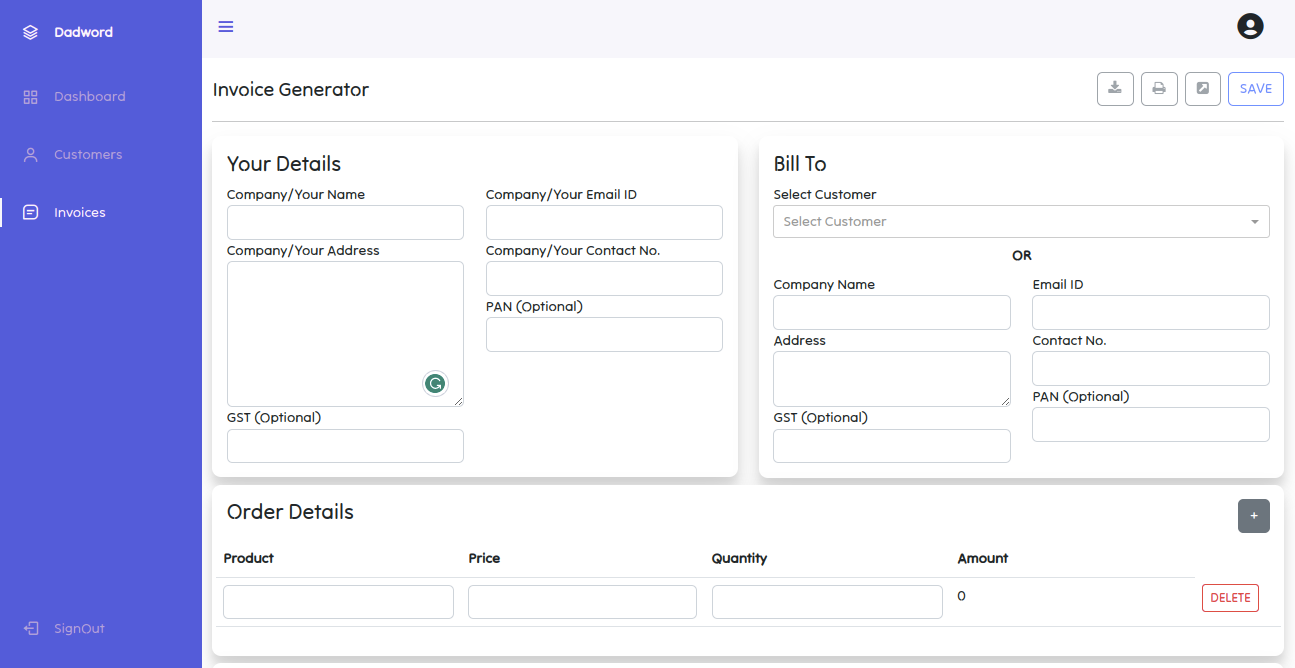 Dadword
Dashboard
Customers
Invoices
SignOut
Invoice Generator
SAVE
Your Details
Company/Your Name
Company/Your Email ID
Company/Your Address
Company/Your Contact No.
PAN (Optional)
GST (Optional)
Bill To
Select Customer
Select Customer
OR
Company Name
Email ID
Address
Contact No.
PAN (Optional)
GST (Optional)
Order Details
+
Product Price Quantity Amount
0 DELETE